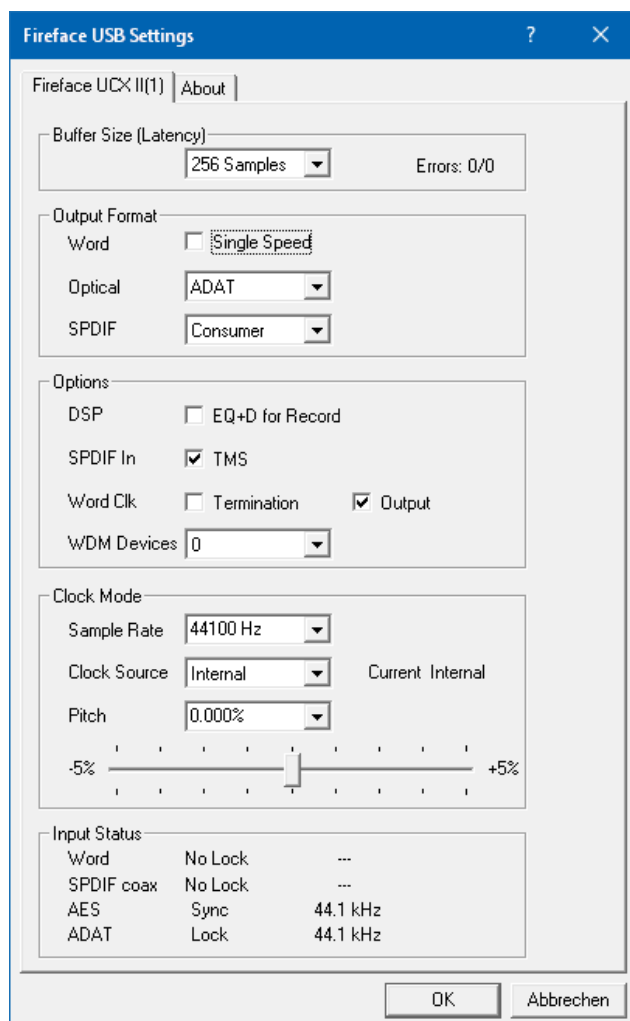 Fireface USB Settings ? ×
Fireface UCX II(1) About
Buffer Size (Latency)
256 Samples Errors: 0/0
Output Format
Word Single Speed
Optical ADAT
SPDIF Consumer
Options
DSP EQ+D for Record
SPDIF In TMS
Word Clk Termination Output
WDM Devices 0
Clock Mode
Sample Rate 44100 Hz
Clock Source Internal Current Internal
Pitch 0.000%
-5% +5%
Input Status
Word No Lock ---
SPDIF coax No Lock ---
AES Sync 44.1 kHz
ADAT Lock 44.1 kHz
OK Abbrechen